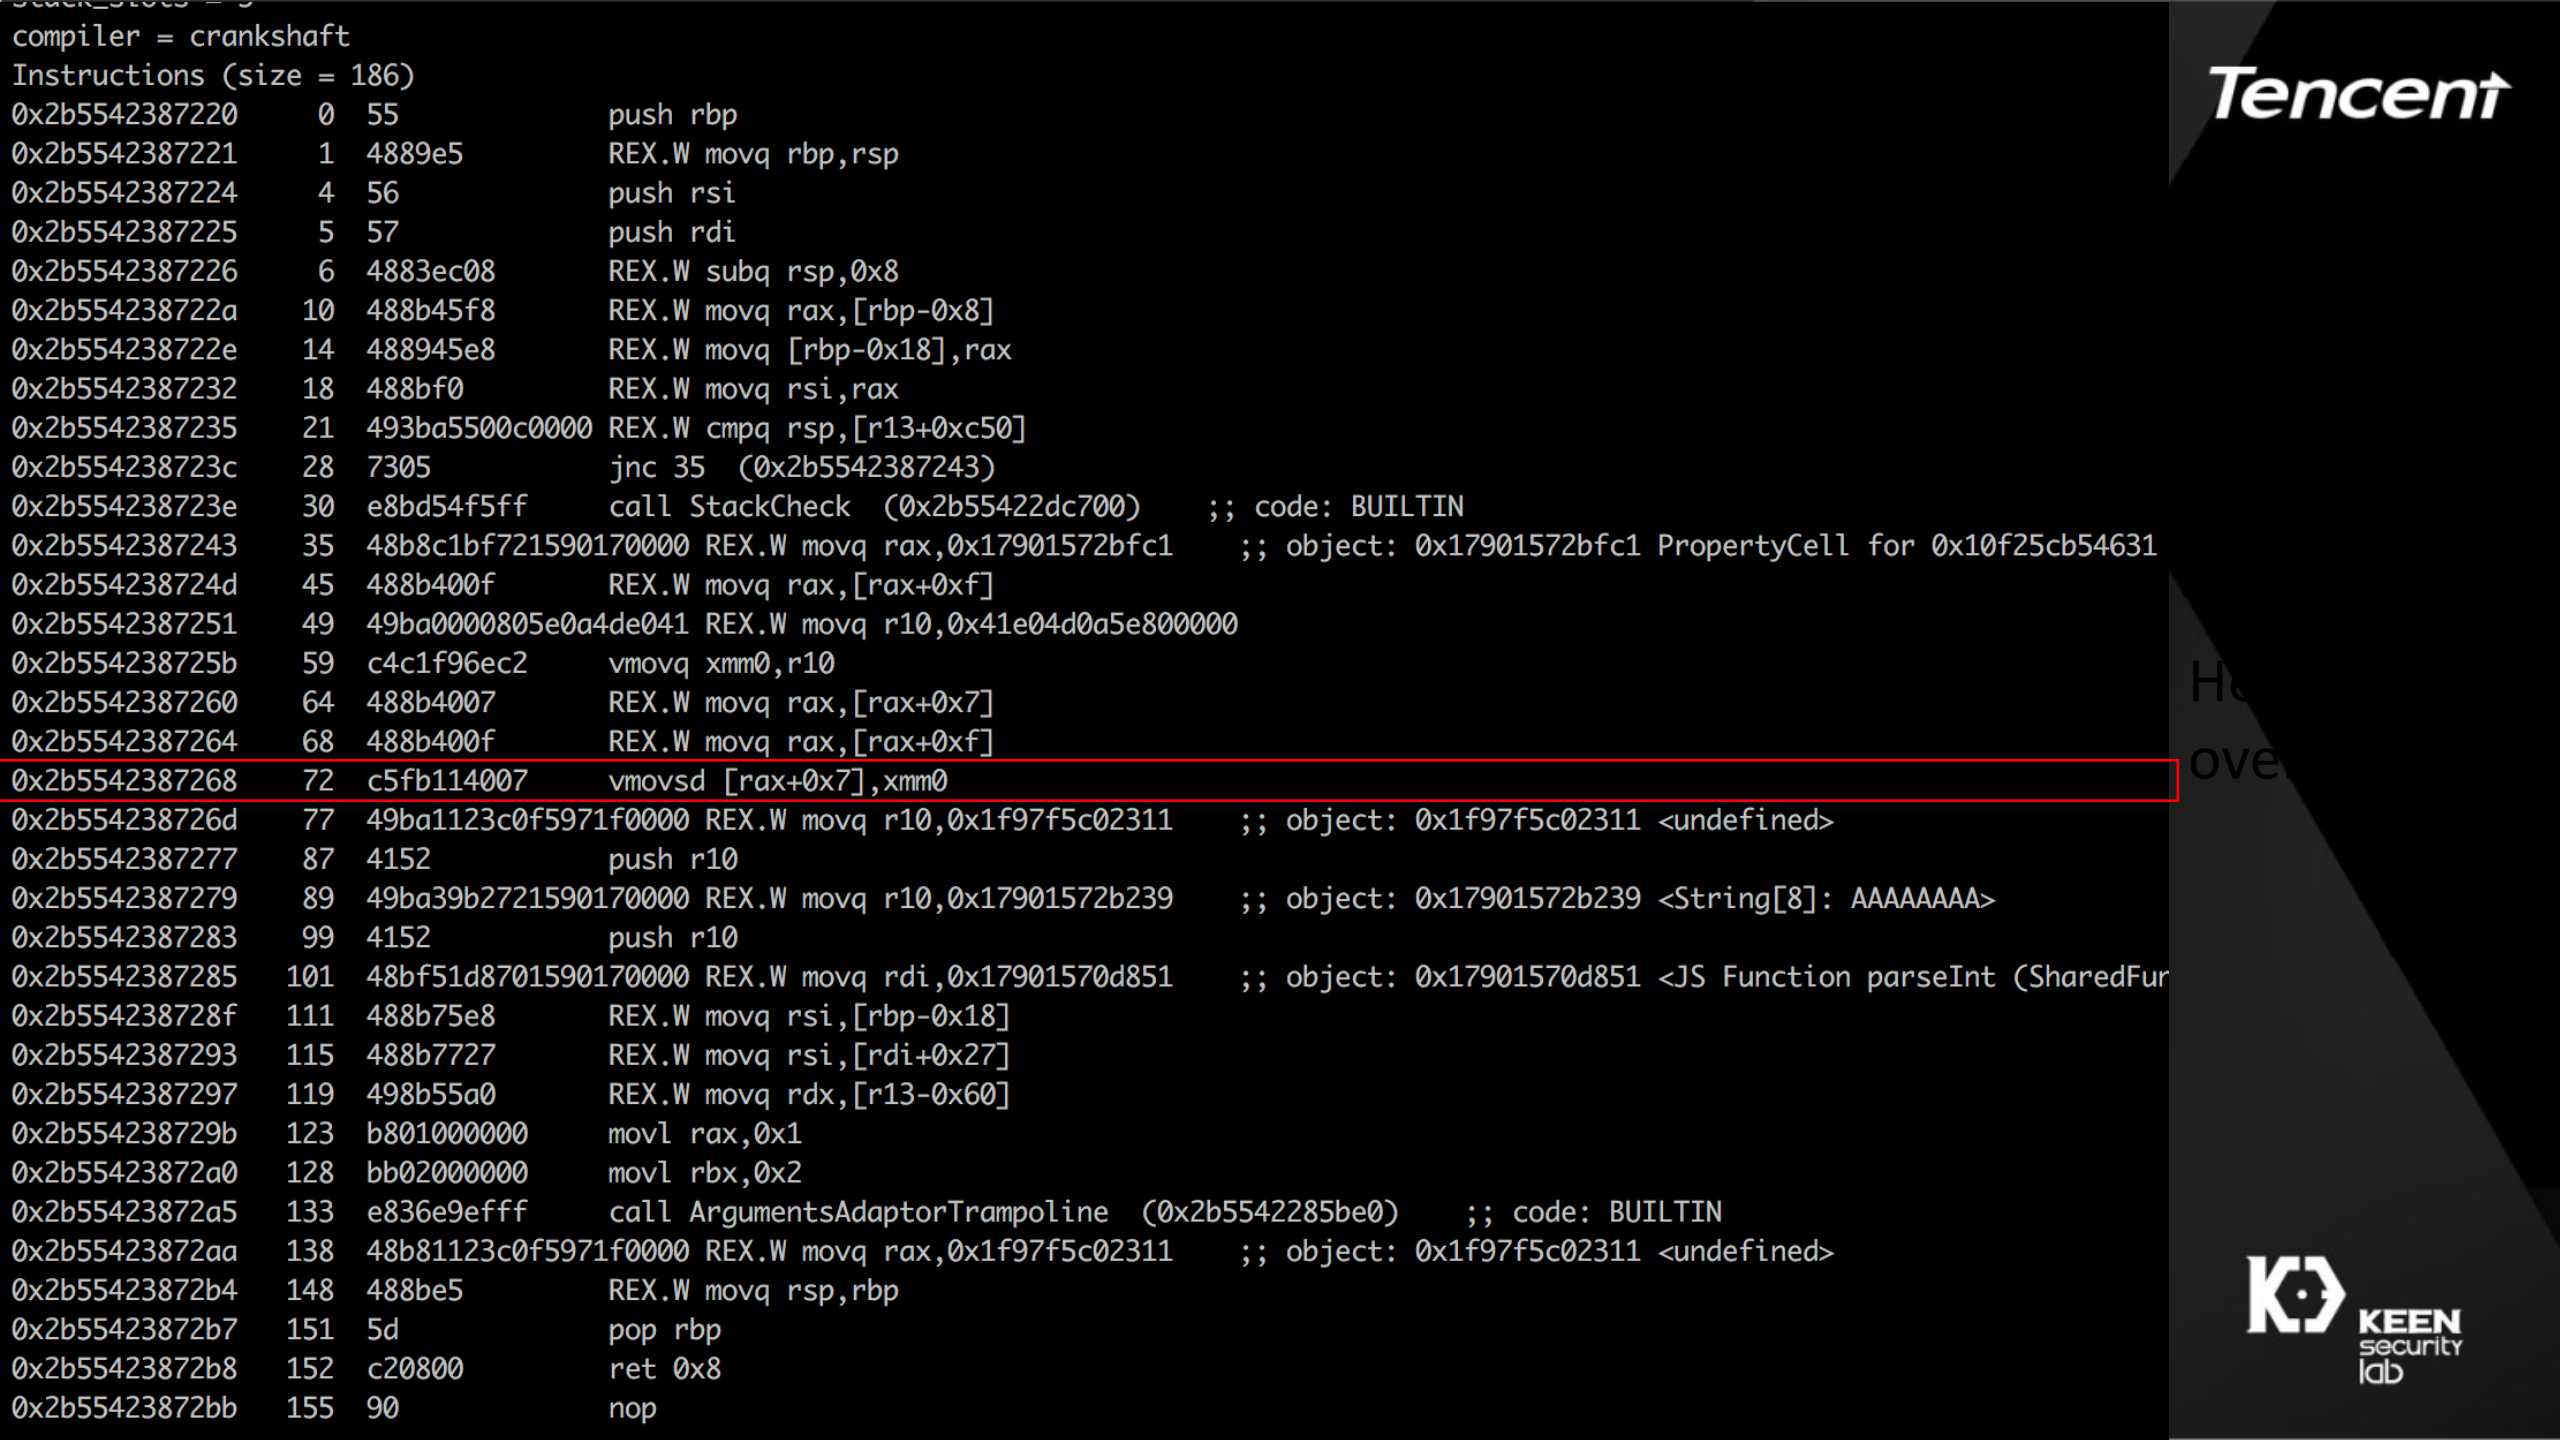 compiler = crankshaft
Instructions (size = 186)
0x2b5542387220 0 55 push rbp
0x2b5542387221 1 4889e5 REX.W movq rbp,rsp
0x2b5542387224 4 56 push rsi
0x2b5542387225 5 57 push rdi
0x2b5542387226 6 4883ec08 REX.W subq rsp,0x8
0x2b554238722a 10 488b45f8 REX.W movq rax,[rbp-0x8]
0x2b554238722e 14 488945e8 REX.W movq [rbp-0x18],rax
0x2b5542387232 18 488bf0 REX.W movq rsi,rax
0x2b5542387235 21 493ba5500c0000 REX.W cmpq rsp,[r13+0xc50]
0x2b554238723c 28 7305 jnc 35 (0x2b5542387243)
0x2b554238723e 30 e8bd54f5ff call StackCheck (0x2b55422dc700) ;; code: BUILTIN
0x2b5542387243 35 48b8c1bf721590170000 REX.W movq rax,0x17901572bfc1 ;; object: 0x17901572bfc1 PropertyCell for 0x10f25cb54631
0x2b554238724d 45 488b400f REX.W movq rax,[rax+0xf]
0x2b5542387251 49 49ba0000805e0a4de041 REX.W movq r10,0x41e04d0a5e800000
0x2b554238725b 59 c4c1f96ec2 vmovq xmm0,r10
0x2b5542387260 64 488b4007 REX.W movq rax,[rax+0x7]
0x2b5542387264 68 488b400f REX.W movq rax,[rax+0xf]
0x2b5542387268 72 c5fb114007 vmovsd [rax+0x7],xmm0
0x2b554238726d 77 49ba1123c0f5971f0000 REX.W movq r10,0x1f97f5c02311 ;; object: 0x1f97f5c02311 <undefined>
0x2b5542387277 87 4152 push r10
0x2b5542387279 89 49ba39b2721590170000 REX.W movq r10,0x17901572b239 ;; object: 0x17901572b239 <String[8]: AAAAAAAA>
0x2b5542387283 99 4152 push r10
0x2b5542387285 101 48bf51d8701590170000 REX.W movq rdi,0x17901570d851 ;; object: 0x17901570d851 <JS Function parseInt (SharedFun
0x2b554238728f 111 488b75e8 REX.W movq rsi,[rbp-0x18]
0x2b5542387293 115 488b7727 REX.W movq rsi,[rdi+0x27]
0x2b5542387297 119 498b55a0 REX.W movq rdx,[r13-0x60]
0x2b554238729b 123 b801000000 movl rax,0x1
0x2b55423872a0 128 bb02000000 movl rbx,0x2
0x2b55423872a5 133 e836e9efff call ArgumentsAdaptorTrampoline (0x2b5542285be0) ;; code: BUILTIN
0x2b55423872aa 138 48b81123c0f5971f0000 REX.W movq rax,0x1f97f5c02311 ;; object: 0x1f97f5c02311 <undefined>
0x2b55423872b4 148 488be5 REX.W movq rsp,rbp
0x2b55423872b7 151 5d pop rbp
0x2b55423872b8 152 c20800 ret 0x8
0x2b55423872bb 155 90 nop
Tencent
KEEN
security
lab